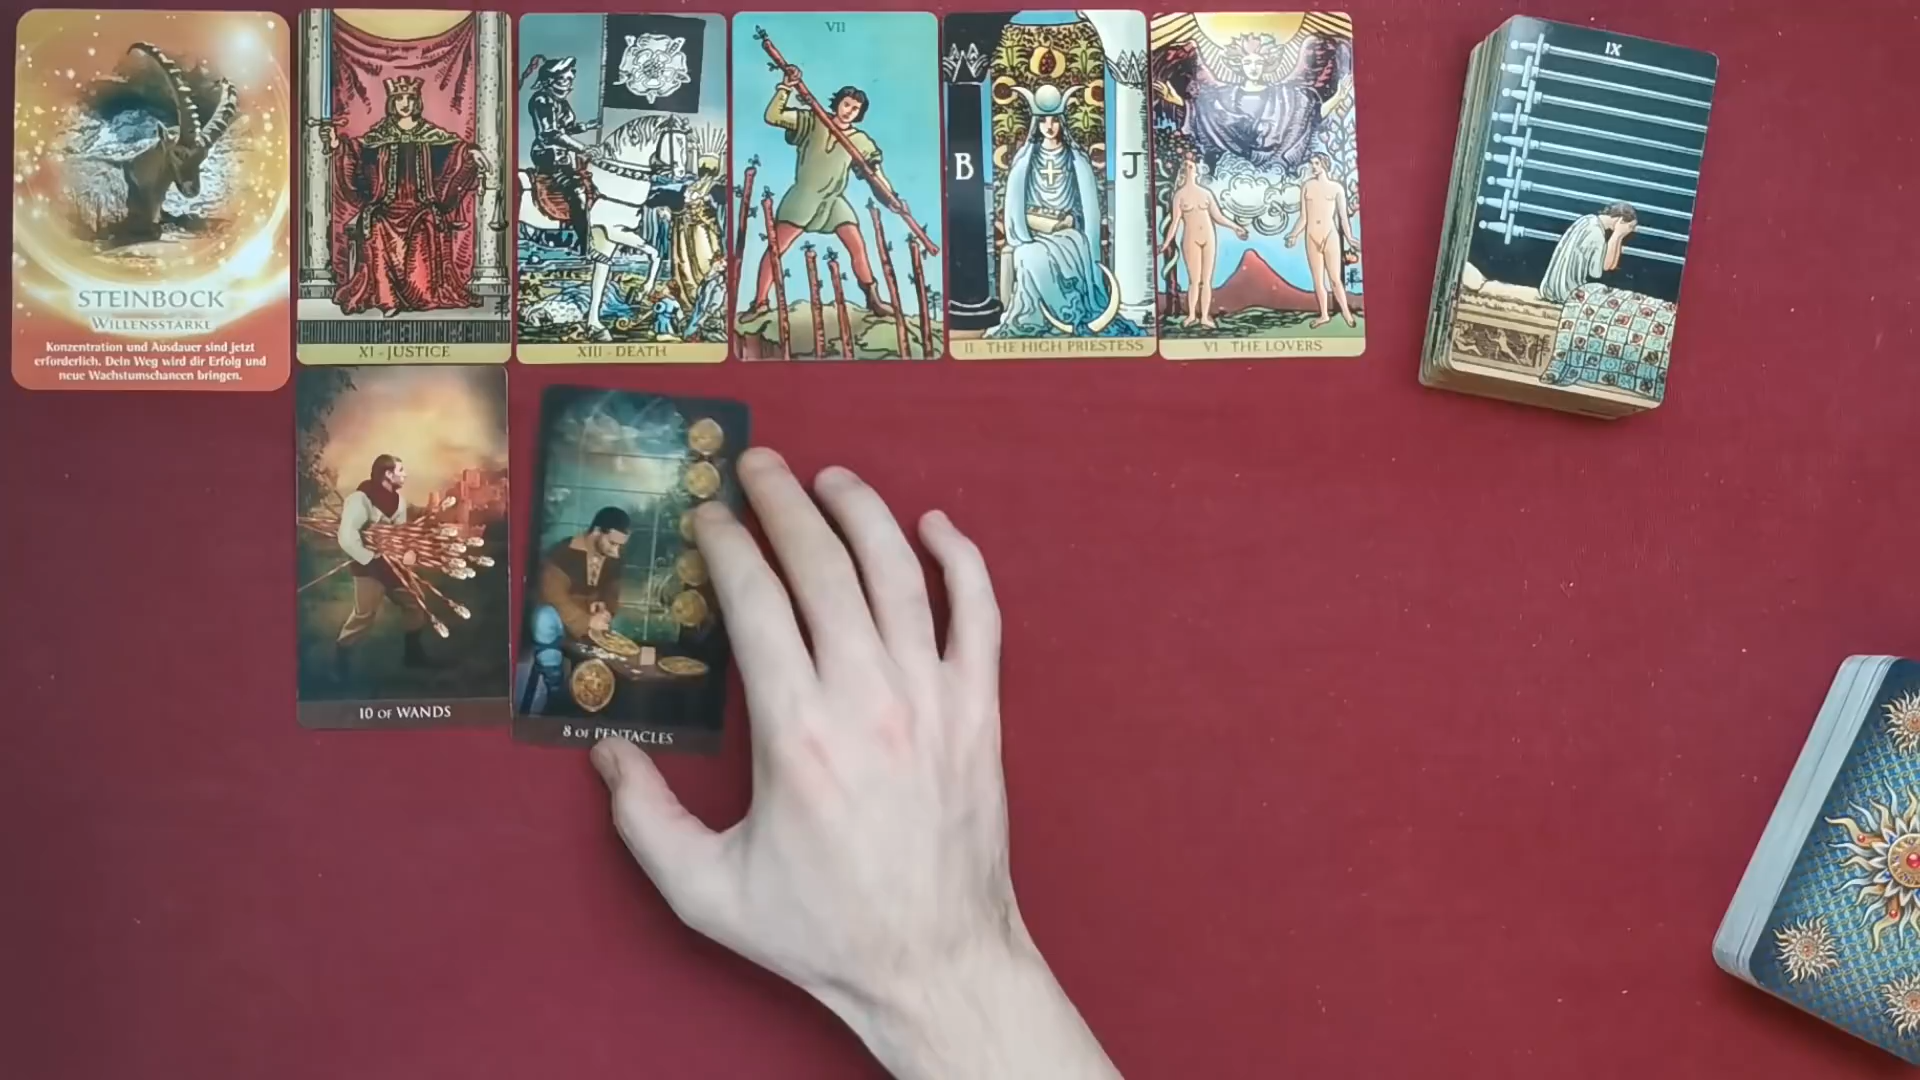 STEINBOCK
WILLENSSTÄRKE
Konzentration und Ausdauer sind jetzt
erforderlich. Dein Weg wird dir Erfolg und
neue Wachstumschancen bringen.
XI - JUSTICE
XIII - DEATH
VII
B
J
II - THE HIGH PRIESTESS
VI THE LOVERS
IX
10 OF WANDS
8 OF PENTACLES